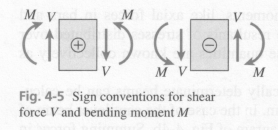 M V M M V M
V V
Fig. 4-5 Sign conventions for shear
force V and bending moment M